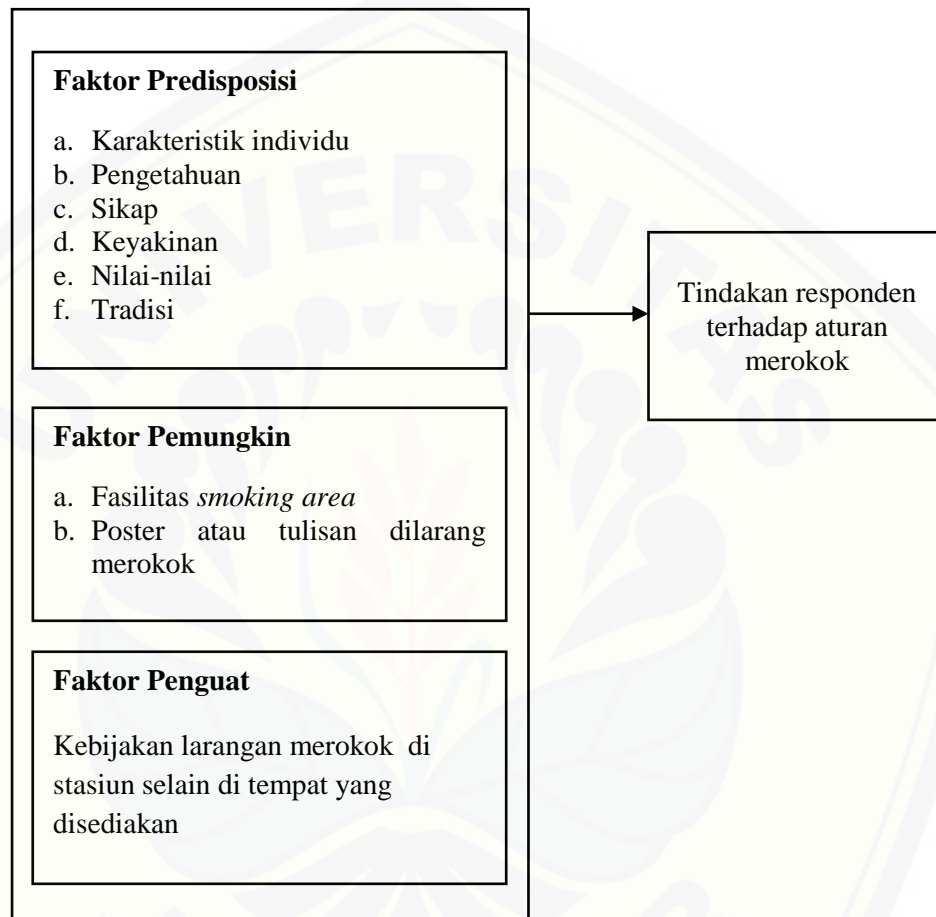 Faktor Predisposisi
a. Karakteristik individu
b. Pengetahuan
c. Sikap
d. Keyakinan
e. Nilai-nilai
f. Tradisi
Faktor Pemungkin
a. Fasilitas smoking area
b. Poster atau tulisan dilarang
merokok
Faktor Penguat
Kebijakan larangan merokok di
stasiun selain di tempat yang
disediakan
Tindakan responden
terhadap aturan
merokok
UNIVERSITAS